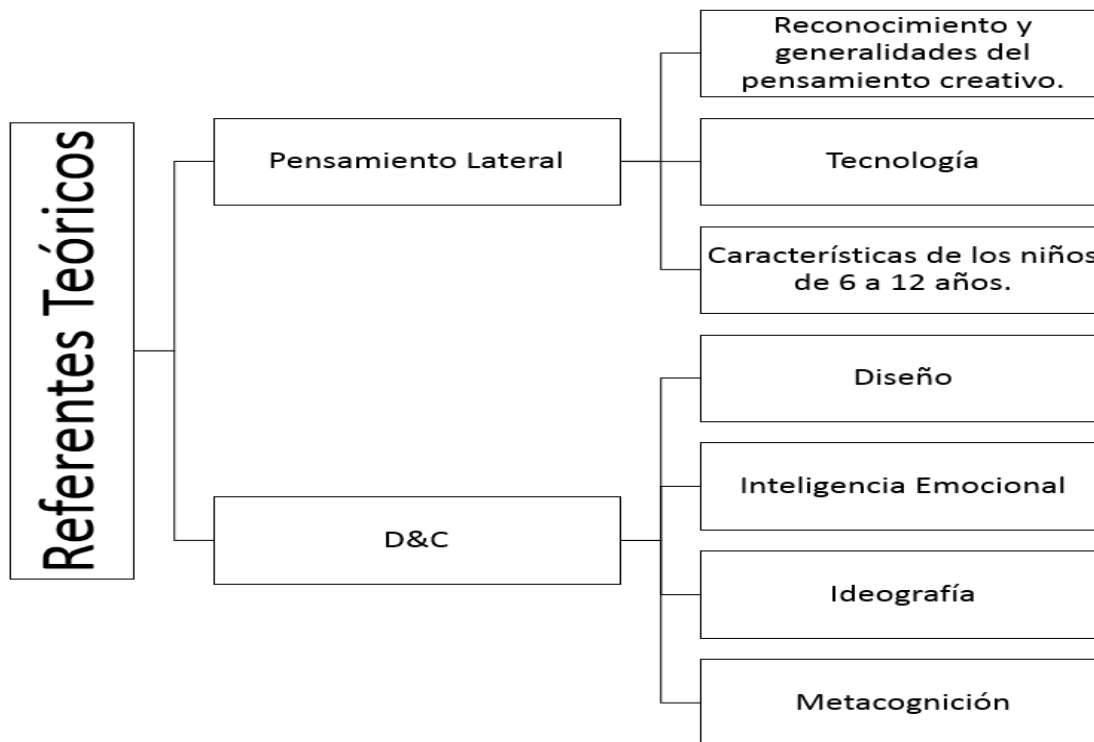 Referentes Teóricos
Pensamiento Lateral
Reconocimiento y
generalidades del
pensamiento creativo.
Tecnología
Características de los niños
de 6 a 12 años.
D&C
Diseño
Inteligencia Emocional
Ideografía
Metacognición